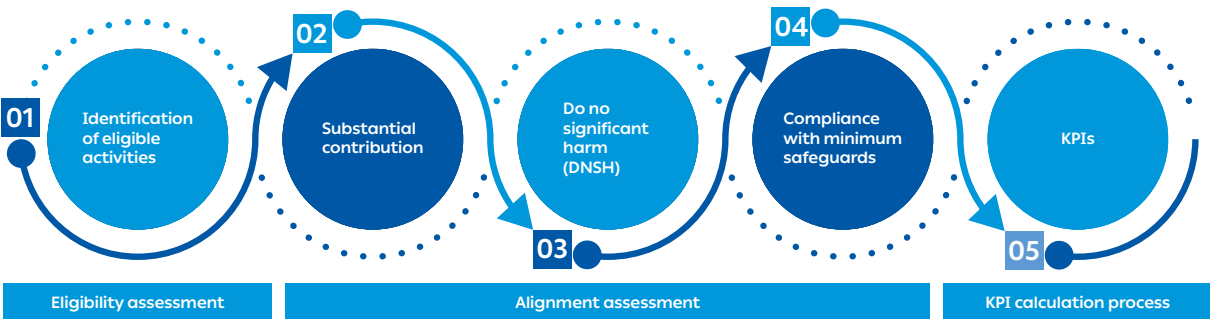 01
Identification
of eligible
activities
02
Substantial
contribution
03
Do no
significant
harm
(DNSH)
04
Compliance
with minimum
safeguards
05
KPIs
Eligibility assessment
Alignment assessment
KPI calculation process